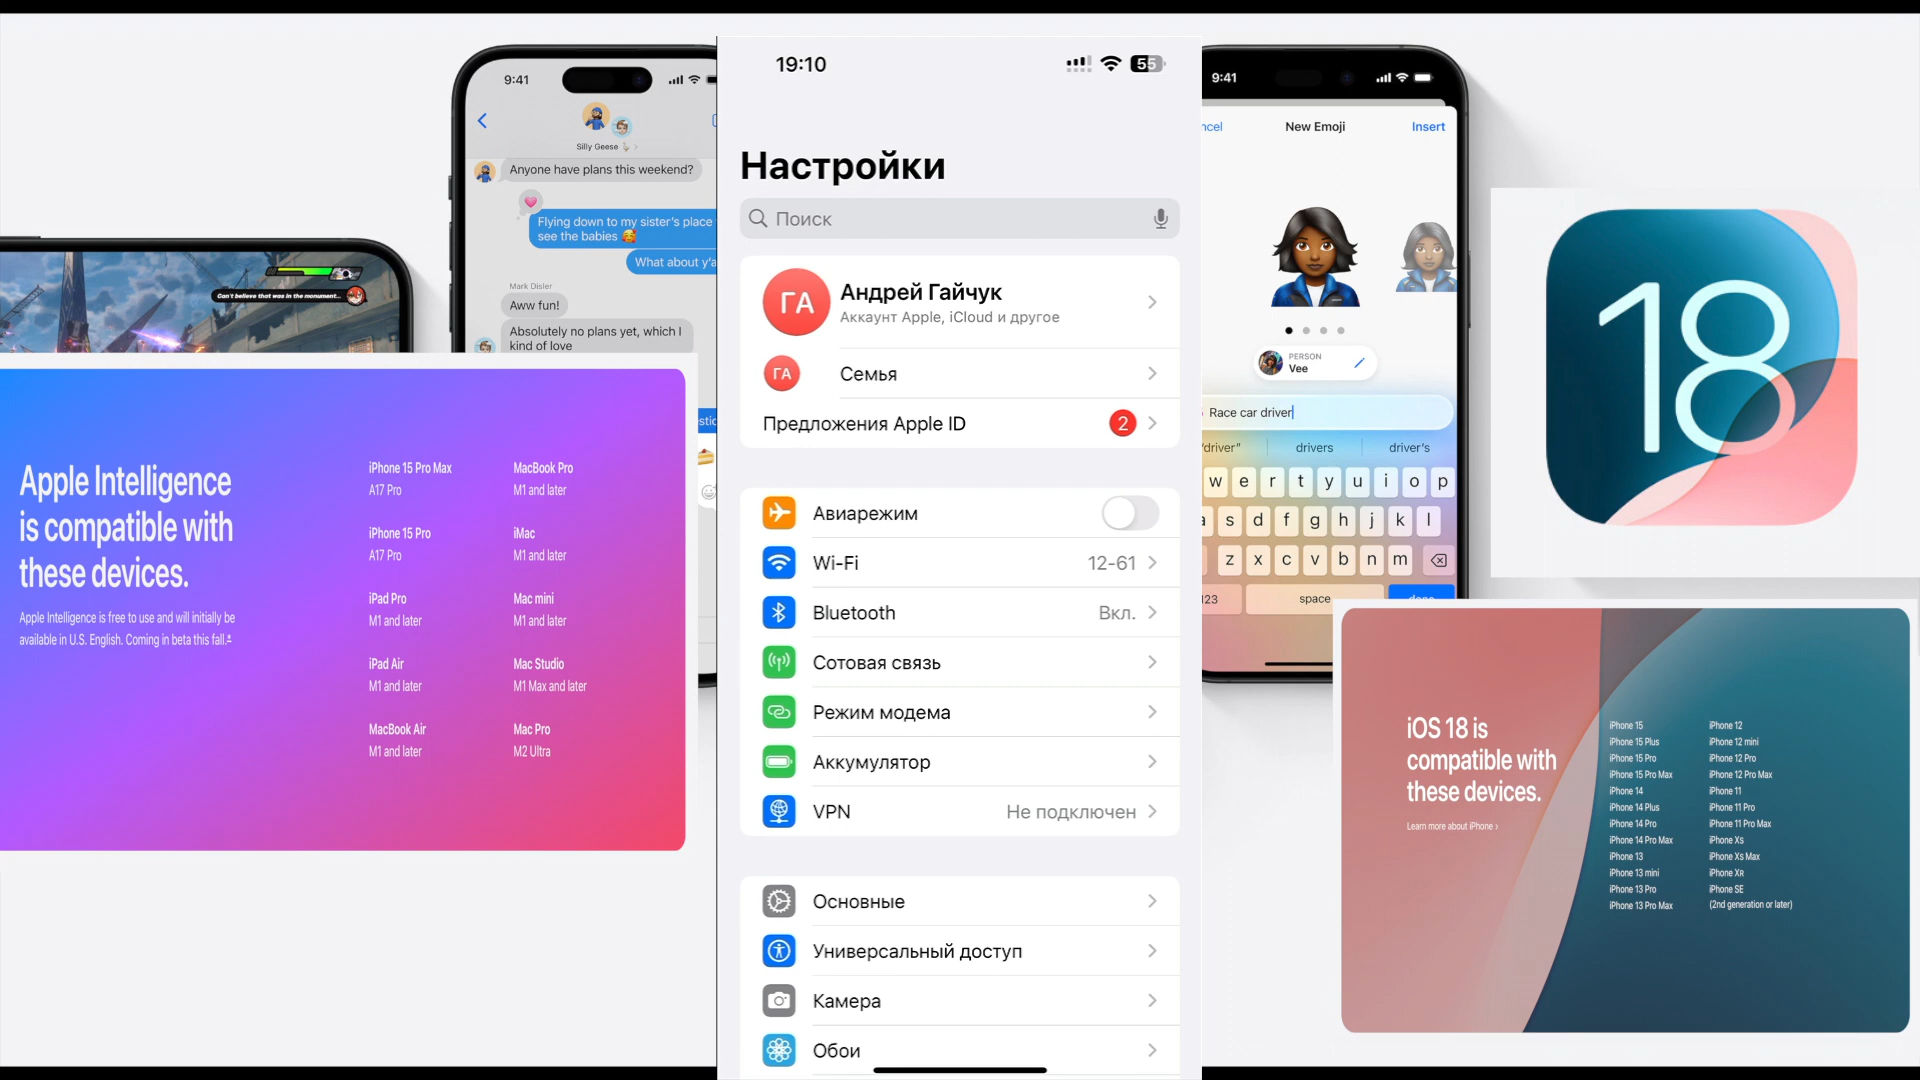 9:41
Silly Geese
Anyone have plans this weekend?
Flying down to my sister's place
see the babies
What about y'a
Mark Disler
Aww fun!
Absolutely no plans yet, which I
kind of love
Can't believe that was in the monument...
Apple Intelligence
is compatible with
these devices.
Apple Intelligence is free to use and will initially be
available in U.S. English. Coming in beta this fall.
iPhone 15 Pro Max
A17 Pro
iPhone 15 Pro
A17 Pro
iPad Pro
M1 and later
iPad Air
M1 and later
MacBook Air
M1 and later
MacBook Pro
M1 and later
iMac
M1 and later
Mac mini
M1 and later
Mac Studio
M1 Max and later
Mac Pro
M2 Ultra
19:10
55
Настройки
Поиск
ГА
Андрей Гайчук
Аккаунт Apple, iCloud и другое
ГА
Семья
Предложения Apple ID
2
Авиарежим
Wi-Fi
12-61
Bluetooth
Вкл.
Сотовая связь
Режим модема
Аккумулятор
VPN
Не подключен
Основные
Универсальный доступ
Камера
Обои
9:41
ncel
New Emoji
Insert
PERSON
Vee
Race car driver
"driver"
drivers
driver's
w e r t y u i o p
s d f g h j k l
z x c v b n m
123
space
done
18
iOS 18 is
compatible with
these devices.
Learn more about iPhone ›
iPhone 15
iPhone 15 Plus
iPhone 15 Pro
iPhone 15 Pro Max
iPhone 14
iPhone 14 Plus
iPhone 14 Pro
iPhone 14 Pro Max
iPhone 13
iPhone 13 mini
iPhone 13 Pro
iPhone 13 Pro Max
iPhone 12
iPhone 12 mini
iPhone 12 Pro
iPhone 12 Pro Max
iPhone 11
iPhone 11 Pro
iPhone 11 Pro Max
iPhone Xs
iPhone Xs Max
iPhone XR
iPhone SE
(2nd generation or later)